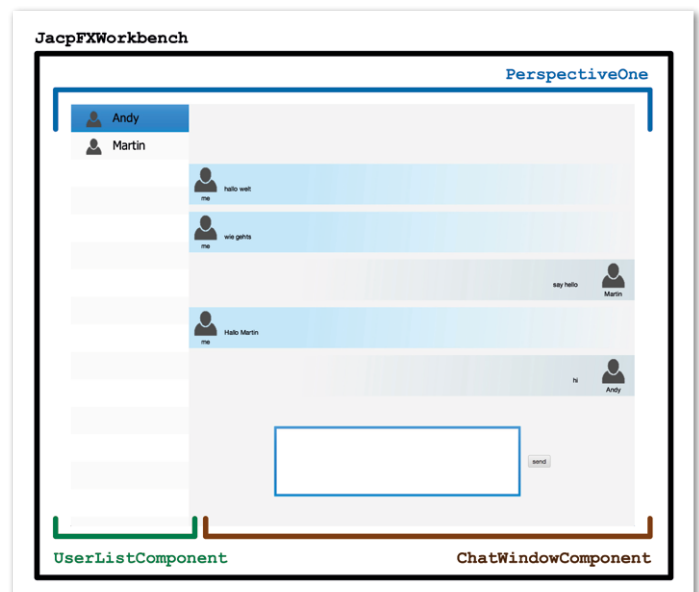 JacpFXWorkbench
PerspectiveOne
Andy
Martin
hallo welt
me
wie gehts
me
say hello
Martin
Hallo Martin
me
hi
Andy
send
UserListComponent
ChatWindowComponent